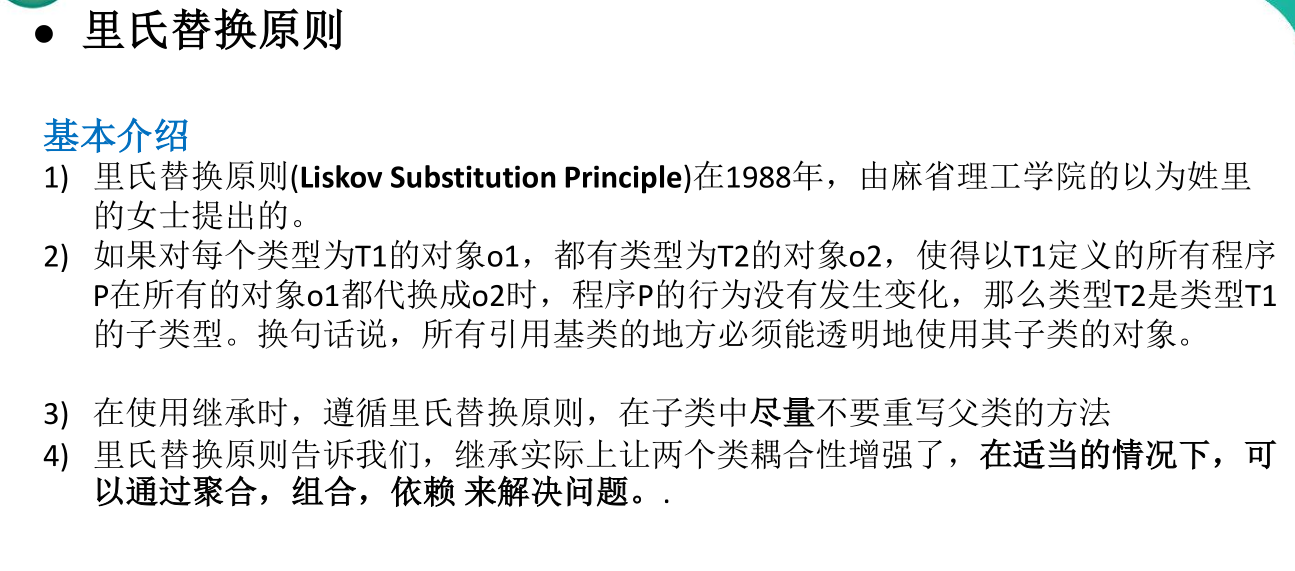 ● 里氏替换原则
基本介绍
1) 里氏替换原则(Liskov Substitution Principle)在1988年，由麻省理工学院的以为姓里
的女士提出的。
2) 如果对每个类型为T1的对象o1，都有类型为T2的对象o2，使得以T1定义的所有程序
P在所有的对象o1都代换成o2时，程序P的行为没有发生变化，那么类型T2是类型T1
的子类型。换句话说，所有引用基类的地方必须能透明地使用其子类的对象。
3) 在使用继承时，遵循里氏替换原则，在子类中尽量不要重写父类的方法
4) 里氏替换原则告诉我们，继承实际上让两个类耦合性增强了，在适当的情况下，可
以通过聚合，组合，依赖 来解决问题。.